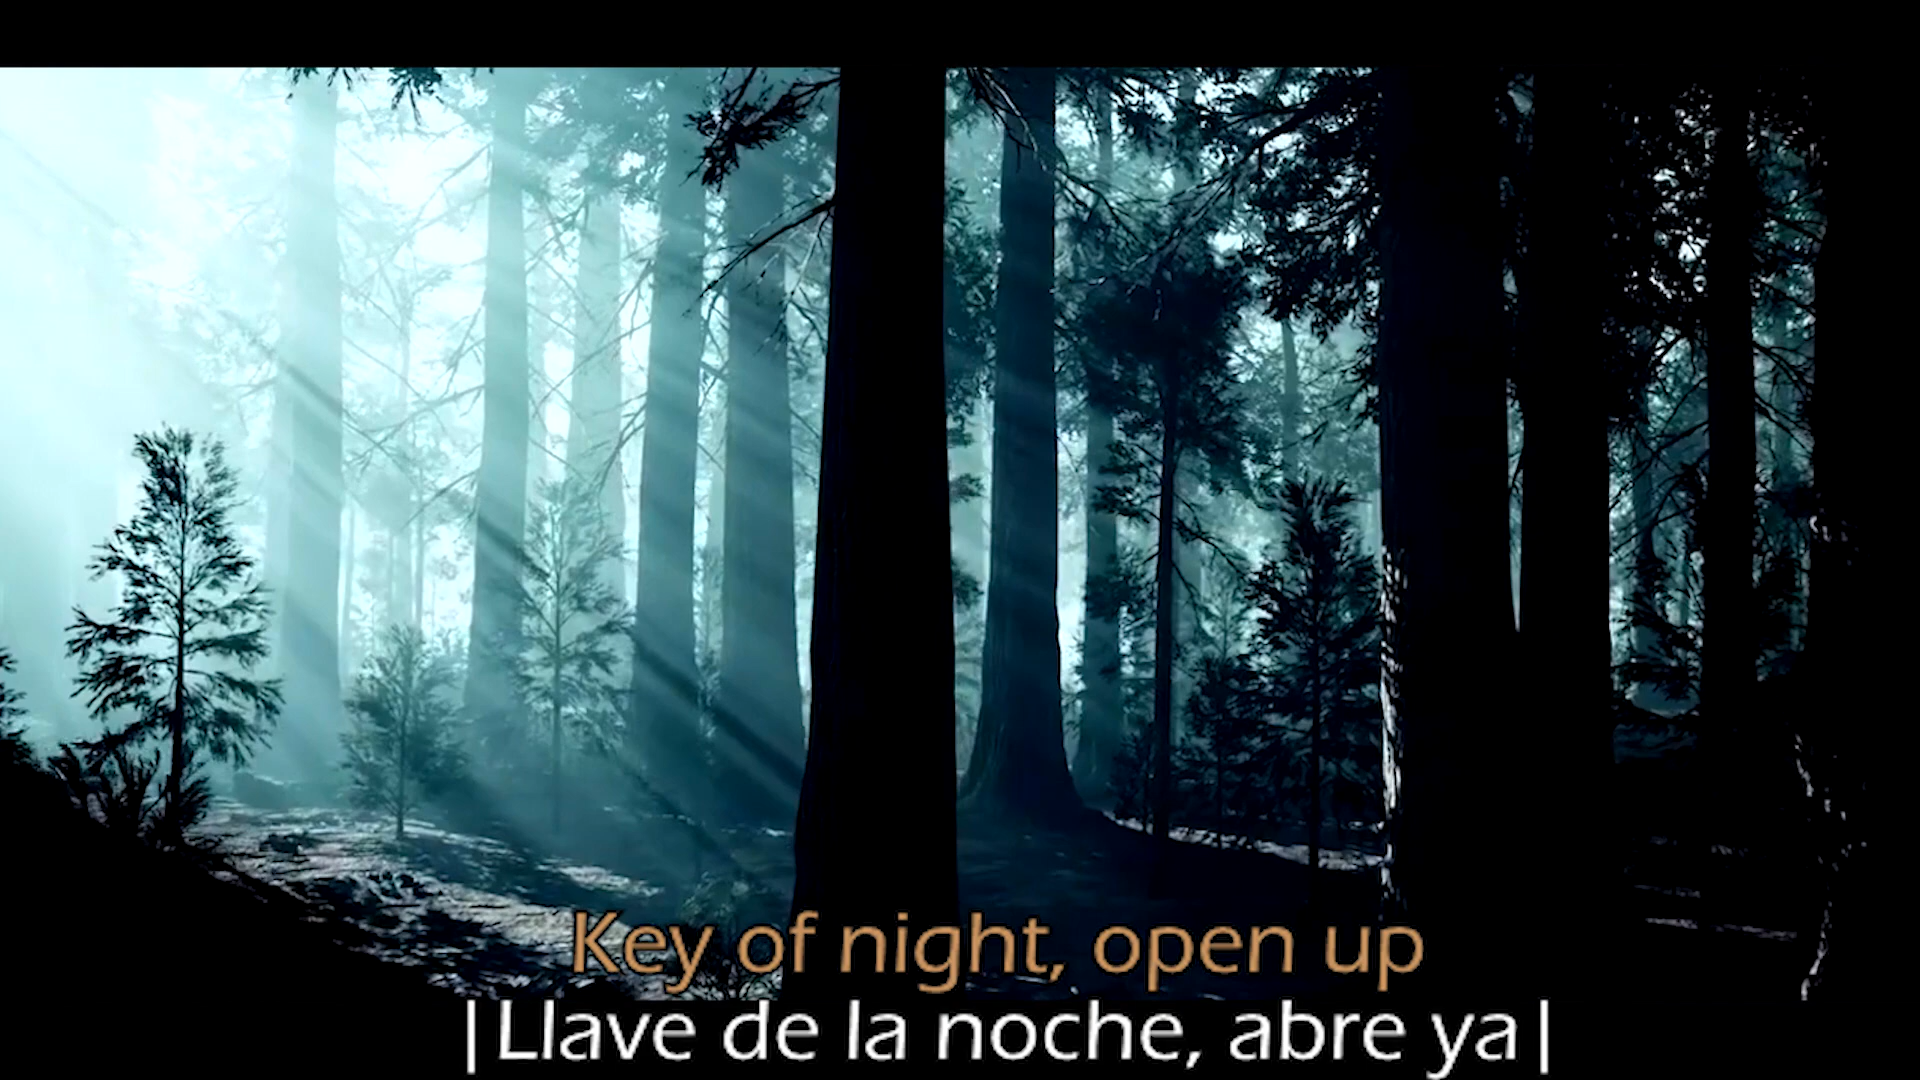 Key of night, open up
|Llave de la noche, abre ya|